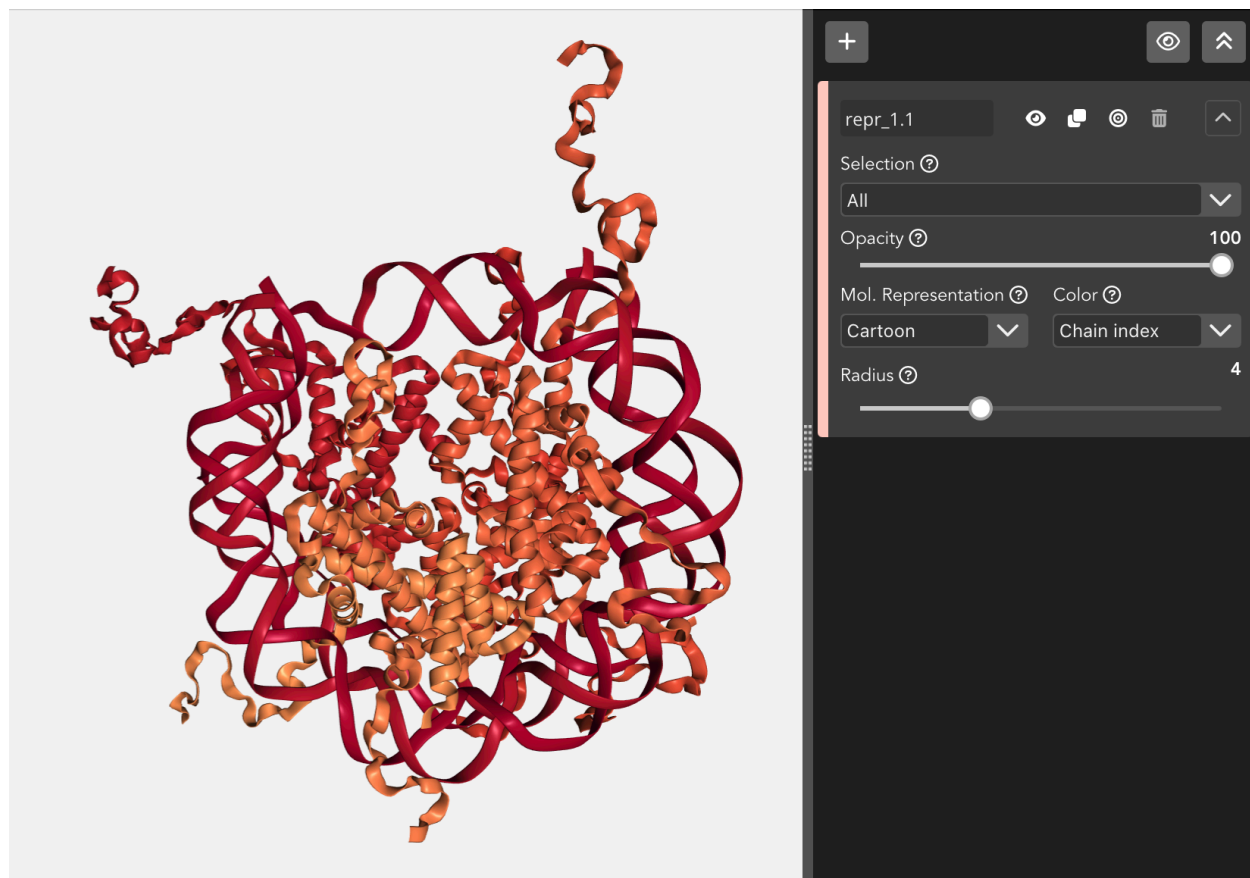 repr_1.1
Selection
All
Opacity 100
Mol. Representation Color
Cartoon Chain index
Radius 4